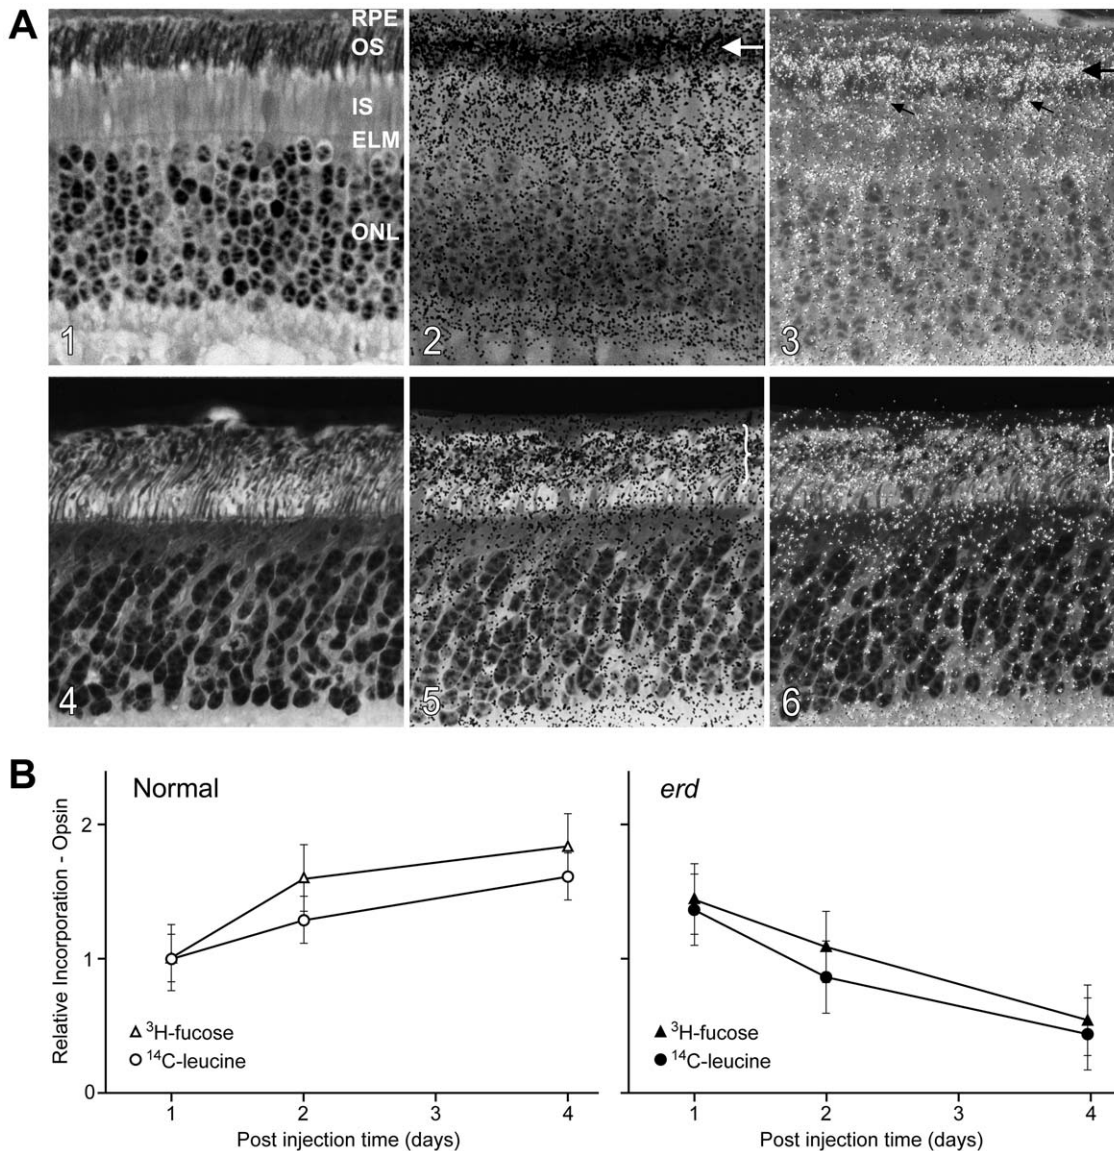 A
RPE
OS
IS
ELM
ONL
1
2
3
4
5
6
B
Relative Incorporation - Opsin
Normal
2
1
0
³H-fucose
¹⁴C-leucine
1 2 3 4
Post injection time (days)
erd
³H-fucose
¹⁴C-leucine
1 2 3 4
Post injection time (days)